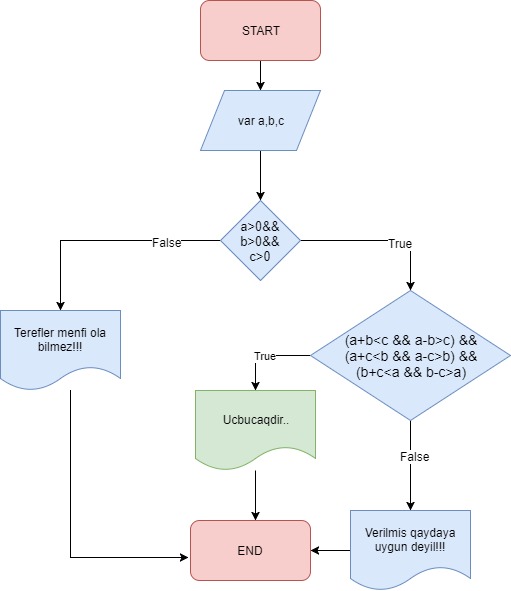 START
var a,b,c
a>0&&
b>0&&
c>0
False
True
Terefler menfi ola
bilmez!!!
(a+b<c && a-b>c) &&
(a+c<b && a-c>b) &&
(b+c<a && b-c>a)
True
Ucbucaqdir..
False
Verilmis qaydaya
uygun deyil!!!
END